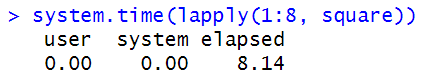 > system.time(lapply(1:8, square))
user system elapsed
0.00 0.00 8.14